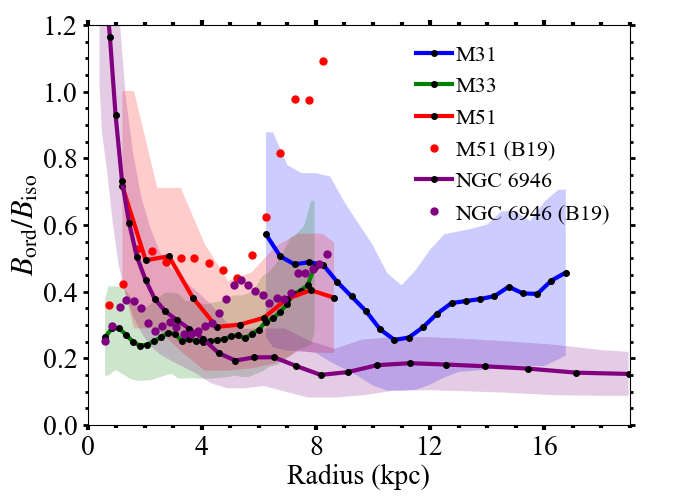 1.2
1.0
0.8
0.6
0.4
0.2
0.0
B_ord/B_iso
M31
M33
M51
M51 (B19)
NGC 6946
NGC 6946 (B19)
0 4 8 12 16
Radius (kpc)